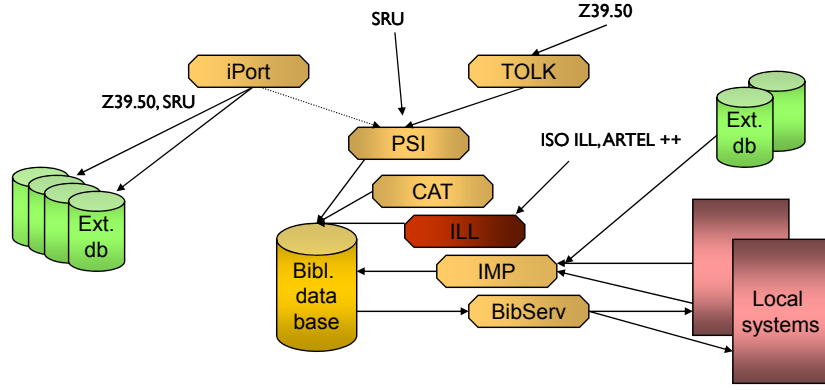 SRU
Z39.50
iPort
TOLK
Z39.50, SRU
PSI
ISO ILL, ARTEL ++
Ext.
db
CAT
ILL
Ext.
db
Bibl.
data
base
IMP
BibServ
Local
systems